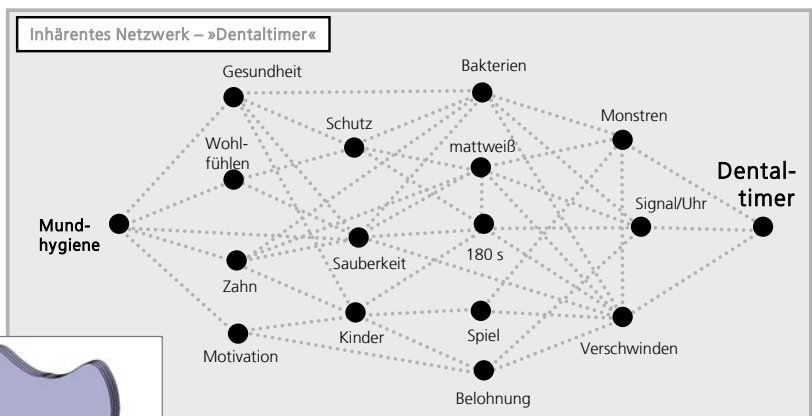 Inhärentes Netzwerk – »Dentaltimer«
Gesundheit
Bakterien
Schutz
Monstren
Wohl-
fühlen
mattweiß
Dental-
timer
Mund-
hygiene
Signal/Uhr
Sauberkeit
180 s
Zahn
Kinder
Spiel
Verschwinden
Motivation
Belohnung